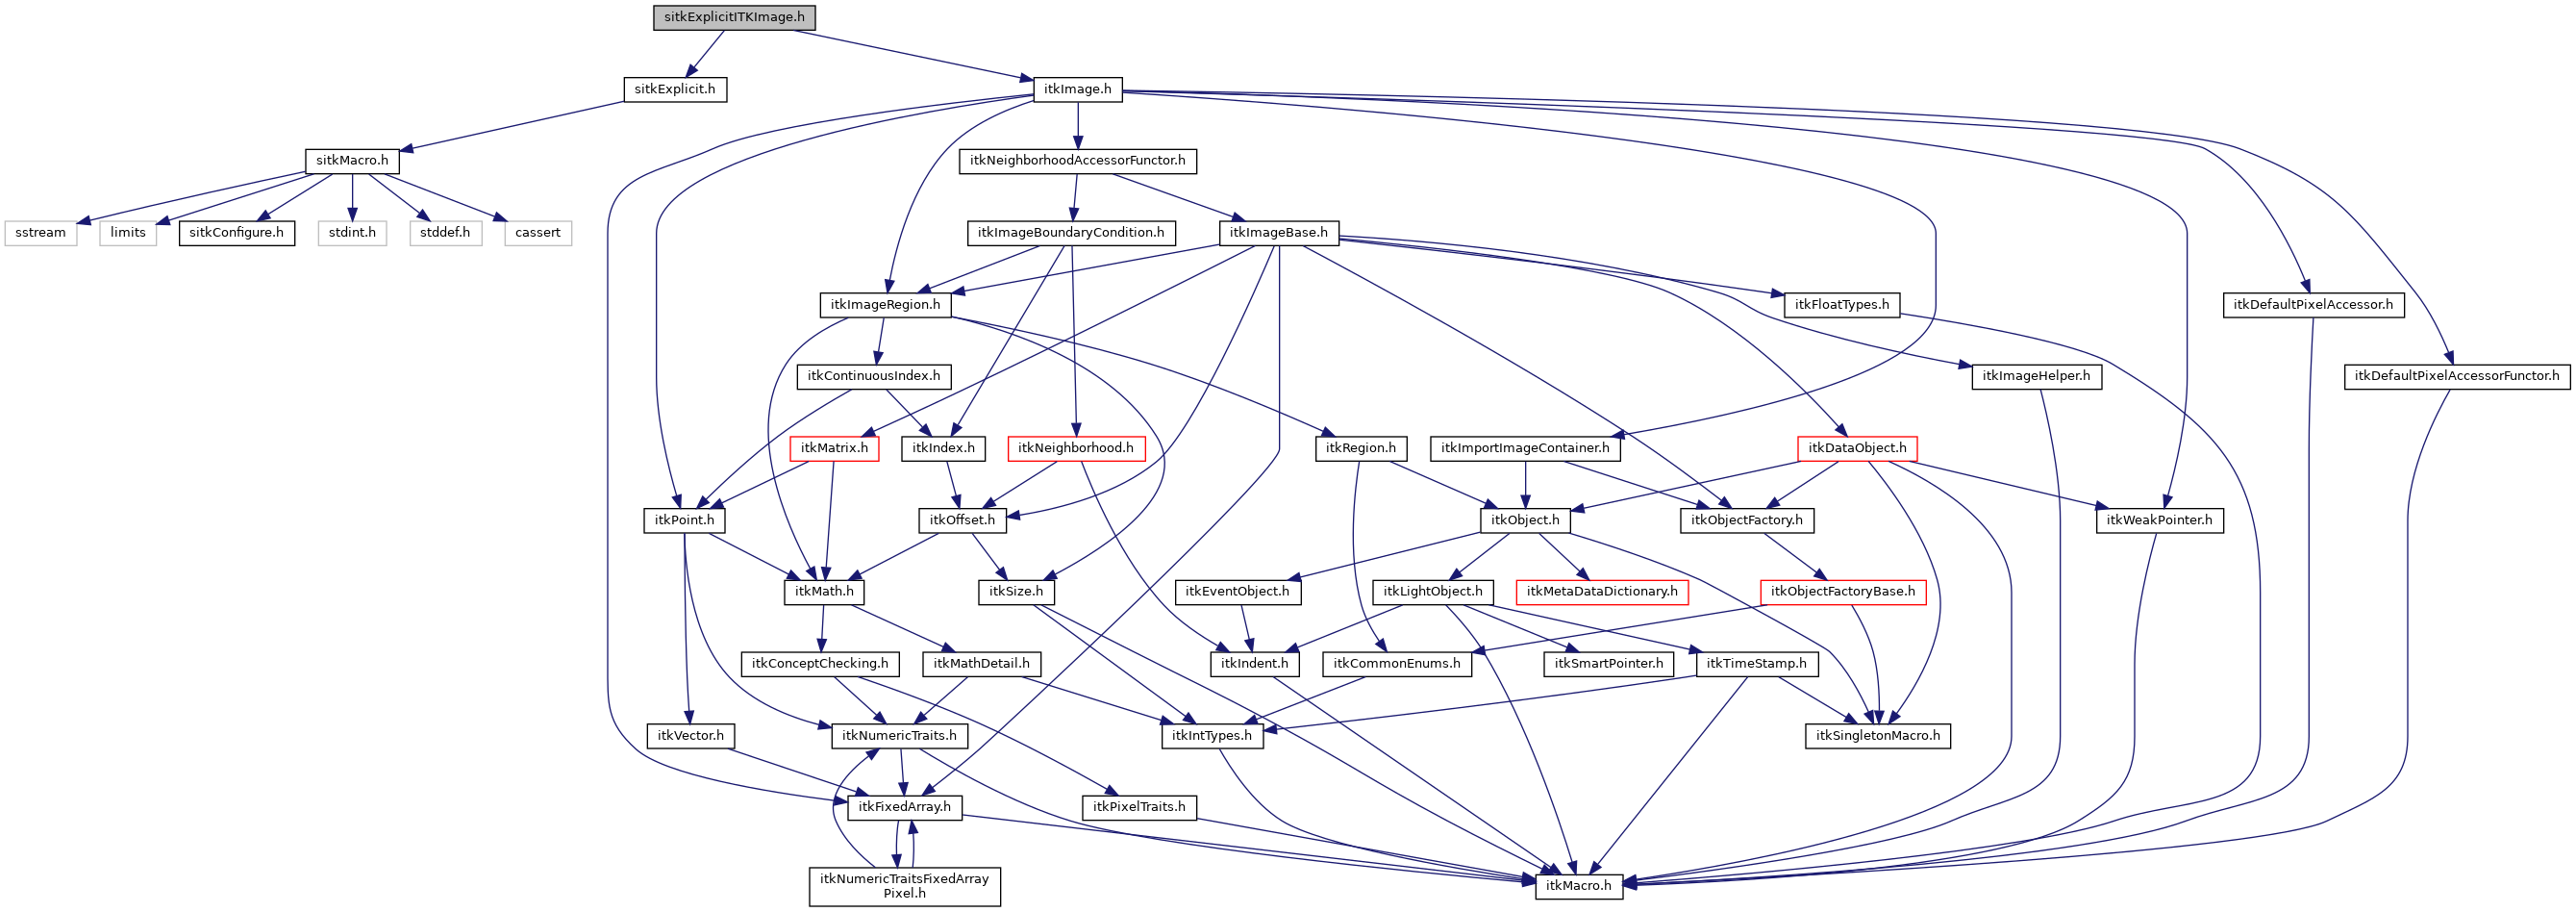 sitkExplicitITKImage.h
sitkExplicit.h
itkImage.h
sitkMacro.h
itkNeighborhoodAccessorFunctor.h
sstream
limits
sitkConfigure.h
stdint.h
stddef.h
cassert
itkImageBoundaryCondition.h
itkImageBase.h
itkImageRegion.h
itkFloatTypes.h
itkDefaultPixelAccessor.h
itkContinuousIndex.h
itkImageHelper.h
itkDefaultPixelAccessorFunctor.h
itkMatrix.h
itkIndex.h
itkNeighborhood.h
itkRegion.h
itkImportImageContainer.h
itkDataObject.h
itkPoint.h
itkOffset.h
itkObject.h
itkObjectFactory.h
itkWeakPointer.h
itkMath.h
itkSize.h
itkEventObject.h
itkLightObject.h
itkMetaDataDictionary.h
itkObjectFactoryBase.h
itkConceptChecking.h
itkMathDetail.h
itkIndent.h
itkCommonEnums.h
itkSmartPointer.h
itkTimeStamp.h
itkVector.h
itkNumericTraits.h
itkIntTypes.h
itkSingletonMacro.h
itkFixedArray.h
itkPixelTraits.h
itkNumericTraitsFixedArray
Pixel.h
itkMacro.h